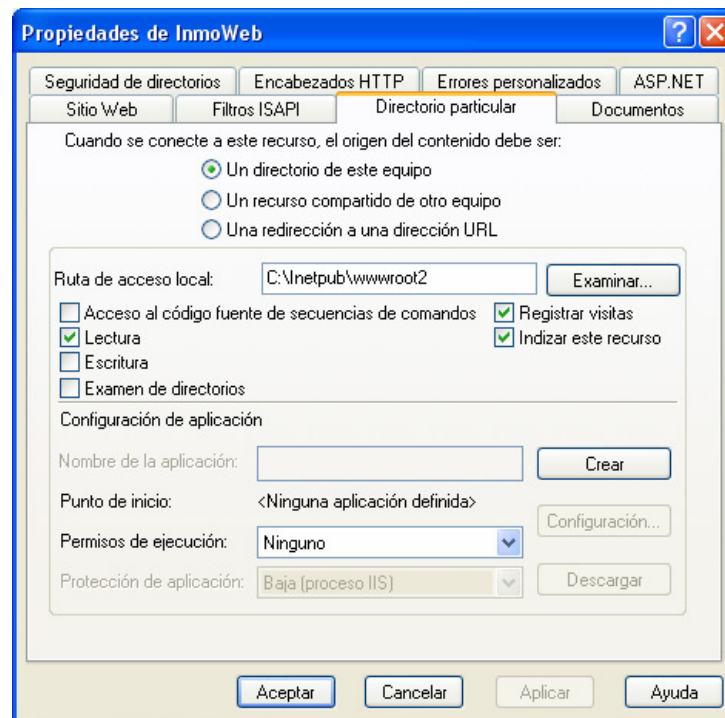 Propiedades de InmoWeb
Seguridad de directorios Encabezados HTTP Errores personalizados ASP.NET
Sitio Web Filtros ISAPI Directorio particular Documentos
Cuando se conecte a este recurso, el origen del contenido debe ser:
Un directorio de este equipo
Un recurso compartido de otro equipo
Una redirección a una dirección URL
Ruta de acceso local: C:\Inetpub\wwwroot2 Examinar...
Acceso al código fuente de secuencias de comandos Registrar visitas
Lectura Indizar este recurso
Escritura
Examen de directorios
Configuración de aplicación
Nombre de la aplicación: Crear
Punto de inicio: <Ninguna aplicación definida>
Configuración...
Permisos de ejecución: Ninguno
Protección de aplicación: Baja (proceso IIS) Descargar
Aceptar Cancelar Aplicar Ayuda